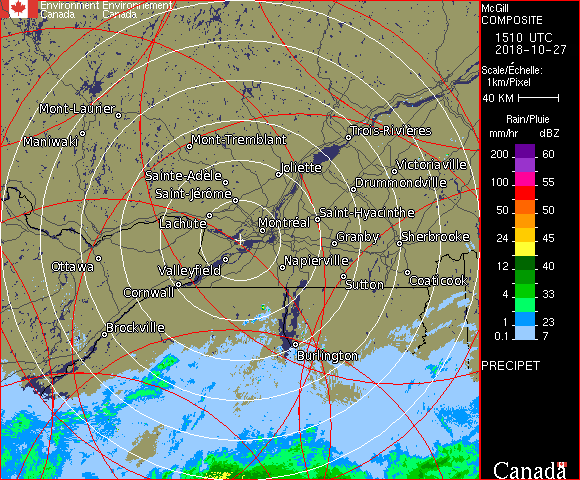 Environment Environnement
Canada Canada
McGill
COMPOSITE
1510 UTC
2018-10-27
Scale/Échelle:
1km/Pixel
40 KM
Rain/Pluie
mm/hr dBZ
200 60
100 55
50 50
24 45
12 40
4 33
1 23
0.1 7
PRECIPET
Canada
Mont-Laurier
Maniwaki
Mont-Tremblant
Trois-Rivières
Joliette
Victoriaville
Sainte-Adèle
Drummondville
Saint-Jérôme
Saint-Hyacinthe
Lachute
Montréal
Granby
Sherbrooke
Ottawa
Valleyfield
Napierville
Cornwall
Sutton
Coaticook
Brockville
Burlington